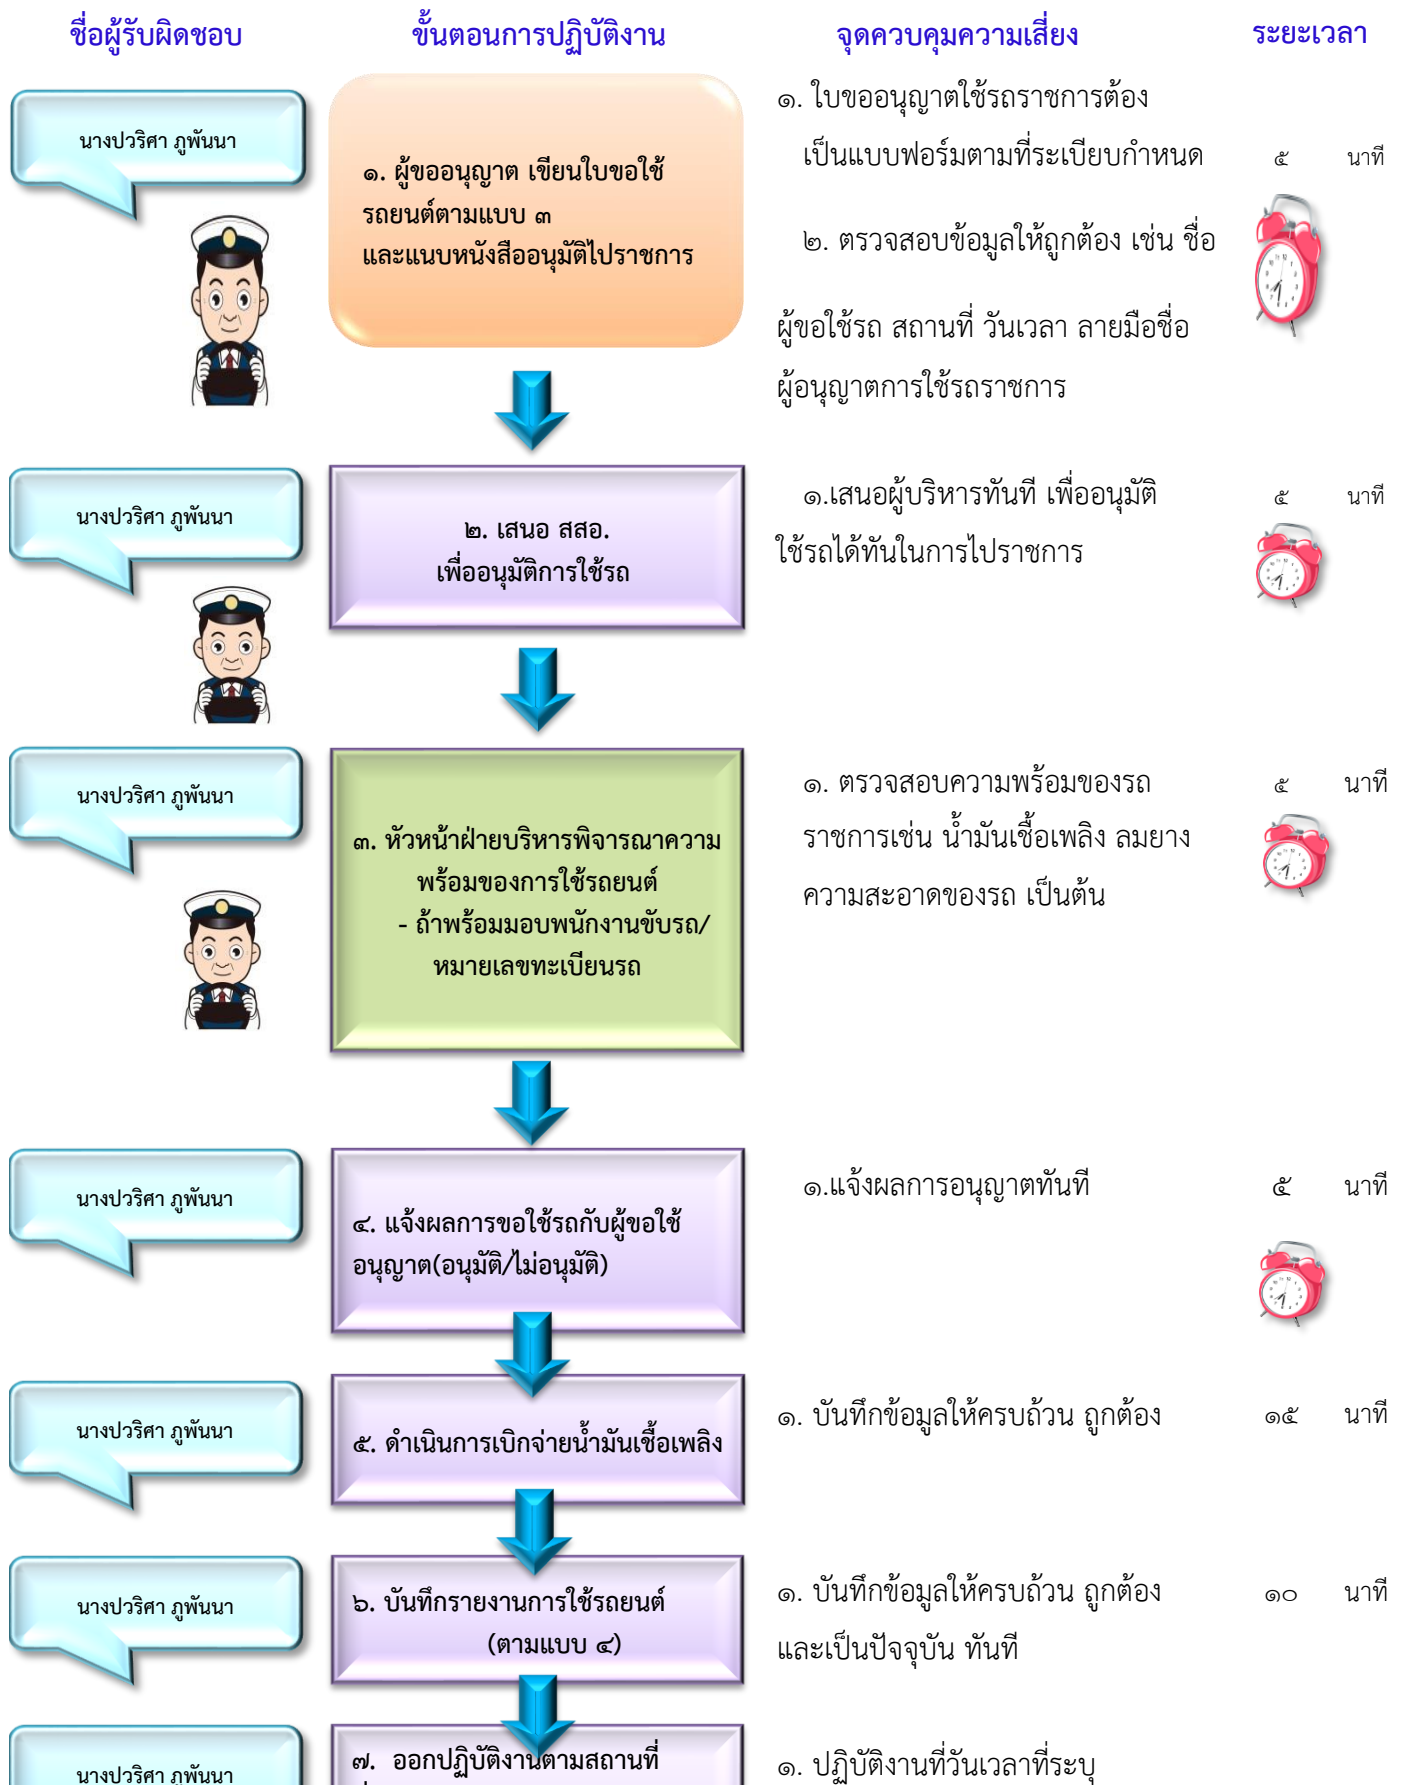 ชื่อผู้รับผิดชอบ ขั้นตอนการปฏิบัติงาน จุดควบคุมความเสี่ยง ระยะเวลา
นางปวริศา ภูพันนา
๑. ผู้ขออนุญาต เขียนใบขอใช้
รถยนต์ตามแบบ ๓
และแนบหนังสืออนุมัติไปราชการ
๑. ใบขออนุญาตใช้รถราชการต้อง
เป็นแบบฟอร์มตามที่ระเบียบกำหนด
๒. ตรวจสอบข้อมูลให้ถูกต้อง เช่น ชื่อ
ผู้ขอใช้รถ สถานที่ วันเวลา ลายมือชื่อ
ผู้อนุญาตการใช้รถราชการ
๕ นาที
นางปวริศา ภูพันนา
๒. เสนอ สสอ.
เพื่ออนุมัติการใช้รถ
๑.เสนอผู้บริหารทันที เพื่ออนุมัติ
ใช้รถได้ทันในการไปราชการ
๕ นาที
นางปวริศา ภูพันนา
๓. หัวหน้าฝ่ายบริหารพิจารณาความ
พร้อมของการใช้รถยนต์
- ถ้าพร้อมมอบพนักงานขับรถ/
หมายเลขทะเบียนรถ
๑. ตรวจสอบความพร้อมของรถ
ราชการเช่น น้ำมันเชื้อเพลิง ลมยาง
ความสะอาดของรถ เป็นต้น
๕ นาที
นางปวริศา ภูพันนา
๔. แจ้งผลการขอใช้รถกับผู้ขอใช้
อนุญาต(อนุมัติ/ไม่อนุมัติ)
๑.แจ้งผลการอนุญาตทันที
๕ นาที
นางปวริศา ภูพันนา
๕. ดำเนินการเบิกจ่ายน้ำมันเชื้อเพลิง
๑. บันทึกข้อมูลให้ครบถ้วน ถูกต้อง
๑๕ นาที
นางปวริศา ภูพันนา
๖. บันทึกรายงานการใช้รถยนต์
(ตามแบบ ๔)
๑. บันทึกข้อมูลให้ครบถ้วน ถูกต้อง
และเป็นปัจจุบัน ทันที
๑๐ นาที
นางปวริศา ภูพันนา
๗. ออกปฏิบัติงานตามสถานที่
๑. ปฏิบัติงานที่วันเวลาที่ระบุ